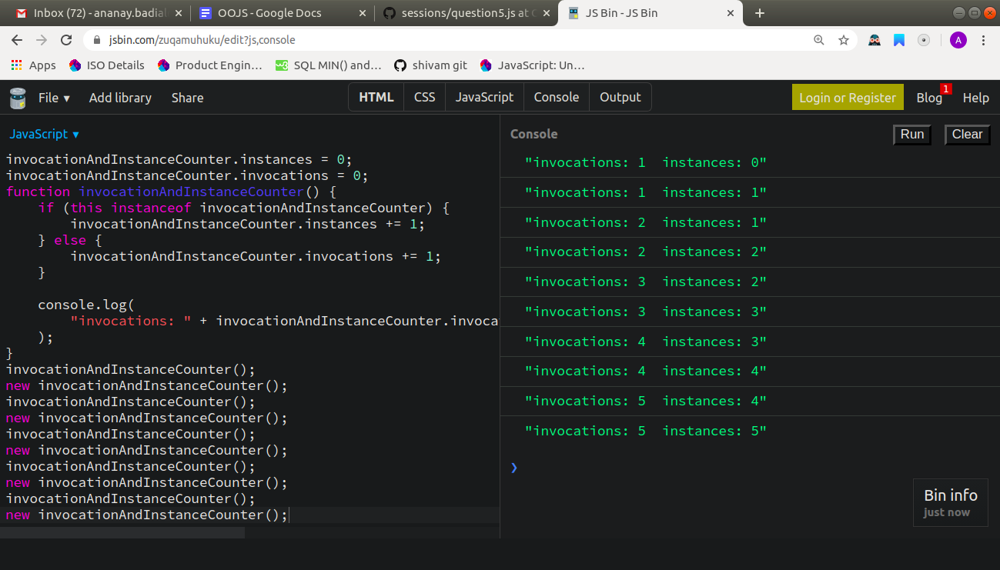 Inbox (72) - ananay.badial
OOJS - Google Docs
sessions/question5.js at G
JS Bin - JS Bin
jsbin.com/zuqamuhuku/edit?js,console
A
Apps
ISO Details
Product Engin…
SQL MIN() and…
shivam git
JavaScript: Un…
File
Add library
Share
HTML
CSS
JavaScript
Console
Output
Login or Register
Blog
1
Help
JavaScript
invocationAndInstanceCounter.instances = 0;
invocationAndInstanceCounter.invocations = 0;
function invocationAndInstanceCounter() {
if (this instanceof invocationAndInstanceCounter) {
invocationAndInstanceCounter.instances += 1;
} else {
invocationAndInstanceCounter.invocations += 1;
}
console.log(
"invocations: " + invocationAndInstanceCounter.invoca
);
}
invocationAndInstanceCounter();
new invocationAndInstanceCounter();
invocationAndInstanceCounter();
new invocationAndInstanceCounter();
invocationAndInstanceCounter();
new invocationAndInstanceCounter();
invocationAndInstanceCounter();
new invocationAndInstanceCounter();
invocationAndInstanceCounter();
new invocationAndInstanceCounter();
Console
Run
Clear
"invocations: 1  instances: 0"
"invocations: 1  instances: 1"
"invocations: 2  instances: 1"
"invocations: 2  instances: 2"
"invocations: 3  instances: 2"
"invocations: 3  instances: 3"
"invocations: 4  instances: 3"
"invocations: 4  instances: 4"
"invocations: 5  instances: 4"
"invocations: 5  instances: 5"
Bin info
just now